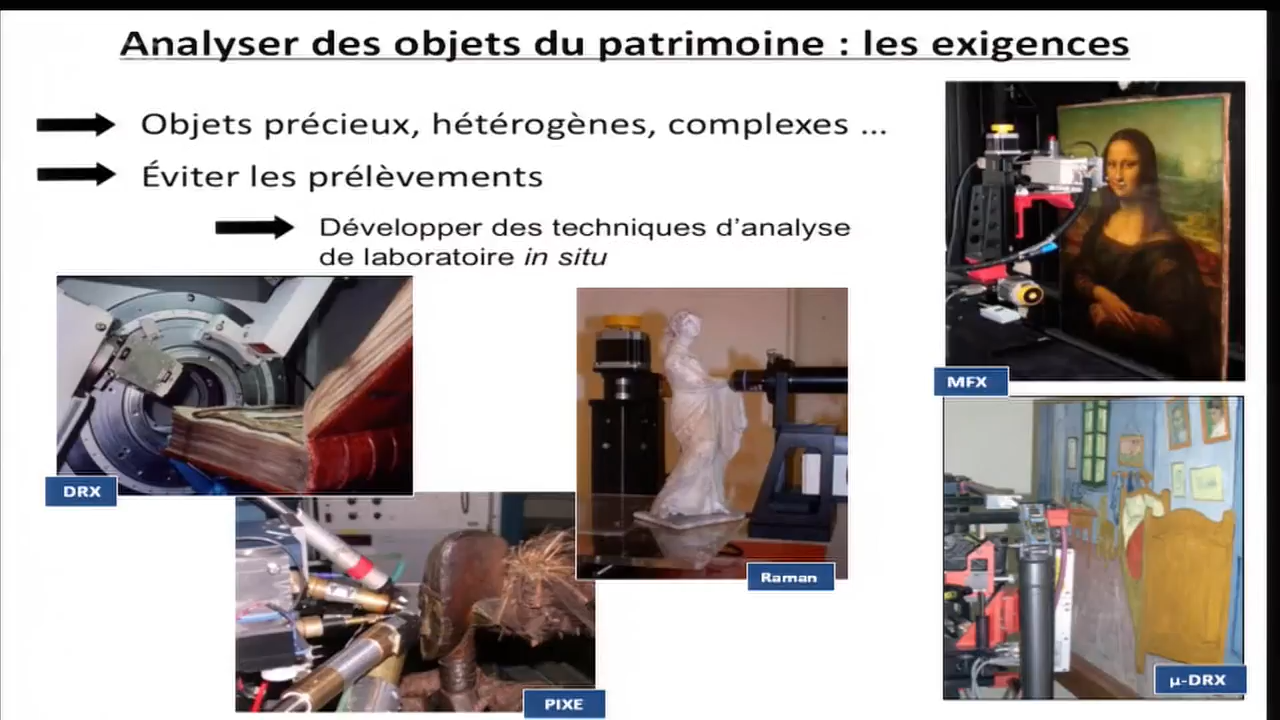 Analyser des objets du patrimoine : les exigences
Objets précieux, hétérogènes, complexes ...
Éviter les prélèvements
Développer des techniques d'analyse
de laboratoire in situ
MFX
DRX
Raman
µ-DRX
PIXE